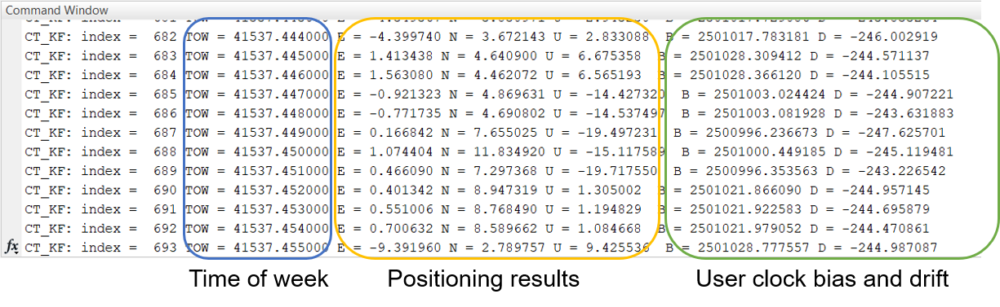 Command Window
CT_KF: index = 682 TOW = 41537.444000 E = -4.399740 N = 3.672143 U = 2.833088 B = 2501017.783181 D = -246.002919
CT_KF: index = 683 TOW = 41537.445000 E = 1.413438 N = 4.640900 U = 6.675358 B = 2501028.309412 D = -244.571137
CT_KF: index = 684 TOW = 41537.446000 E = 1.563080 N = 4.462072 U = 6.565193 B = 2501028.366120 D = -244.105515
CT_KF: index = 685 TOW = 41537.447000 E = -0.921323 N = 4.869631 U = -14.427320 B = 2501003.024424 D = -244.907221
CT_KF: index = 686 TOW = 41537.448000 E = -0.771735 N = 4.690802 U = -14.537497 B = 2501003.081928 D = -243.631883
CT_KF: index = 687 TOW = 41537.449000 E = 0.166842 N = 7.655025 U = -19.497231 B = 2500996.236673 D = -247.625701
CT_KF: index = 688 TOW = 41537.450000 E = 1.074404 N = 11.834920 U = -15.117589 B = 2501000.449185 D = -245.119481
CT_KF: index = 689 TOW = 41537.451000 E = 0.466090 N = 7.297368 U = -19.717550 B = 2500996.353563 D = -243.226542
CT_KF: index = 690 TOW = 41537.452000 E = 0.401342 N = 8.947319 U = 1.305002 B = 2501021.866090 D = -244.957145
CT_KF: index = 691 TOW = 41537.453000 E = 0.551006 N = 8.768490 U = 1.194829 B = 2501021.922583 D = -244.695879
CT_KF: index = 692 TOW = 41537.454000 E = 0.700632 N = 8.589662 U = 1.084668 B = 2501021.979052 D = -244.470861
fx CT_KF: index = 693 TOW = 41537.455000 E = -9.391960 N = 2.789757 U = 9.425536 B = 2501028.777557 D = -244.987087
Time of week
Positioning results
User clock bias and drift